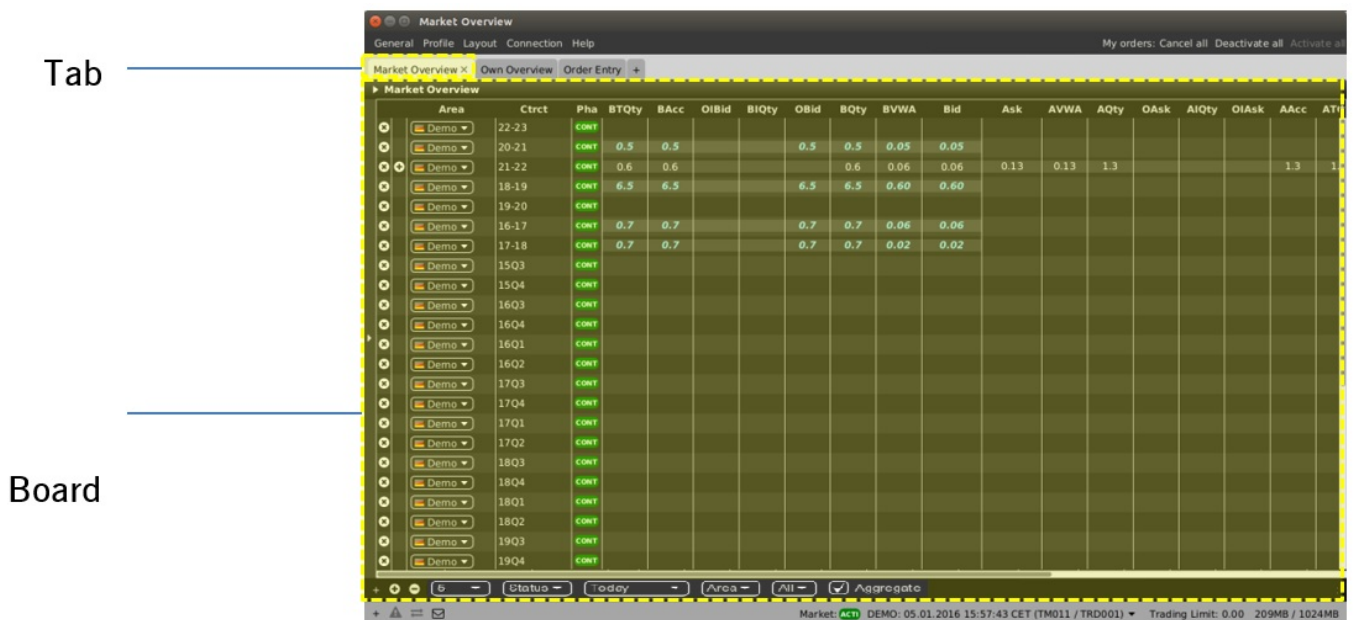 Market Overview
General Profile Layout Connection Help My orders: Cancel all Deactivate all Activate all
Tab
Market Overview × Own Overview Order Entry +
Market Overview
Area Ctrct Pha BTQty BAcc OIBid BIQty OBid BQty BVWA Bid Ask AVWA AQty OAsk AIQty OIAsk AAcc
Demo 22-23 CONT
Demo 20-21 CONT 0.5 0.5 0.5 0.5 0.05 0.05
Demo 21-22 CONT 0.6 0.6 0.6 0.06 0.06 0.13 0.13 1.3 1.3
Demo 18-19 CONT 6.5 6.5 6.5 6.5 0.60 0.60
Demo 19-20 CONT
Demo 16-17 CONT 0.7 0.7 0.7 0.7 0.06 0.06
Demo 17-18 CONT 0.7 0.7 0.7 0.7 0.02 0.02
Demo 15Q3 CONT
Demo 15Q4 CONT
Demo 16Q3 CONT
Demo 16Q4 CONT
Demo 16Q1 CONT
Demo 16Q2 CONT
Demo 17Q3 CONT
Demo 17Q4 CONT
Demo 17Q1 CONT
Demo 17Q2 CONT
Demo 18Q3 CONT
Board
Demo 18Q4 CONT
Demo 18Q1 CONT
Demo 18Q2 CONT
Demo 19Q3 CONT
Demo 19Q4 CONT
Status Today Area All Aggregate
Market: ACTI DEMO: 05.01.2016 15:57:43 CET (TM011 / TRD001) Trading Limit: 0.00 209MB / 1024MB